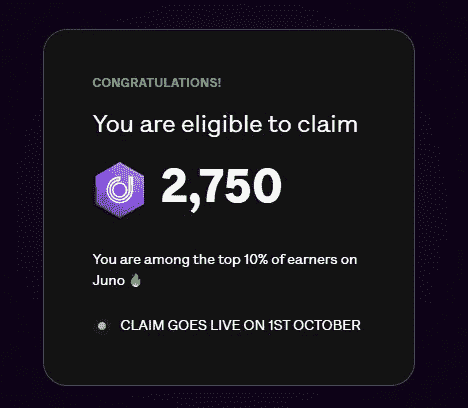 CONGRATULATIONS!
You are eligible to claim
2,750
You are among the top 10% of earners on
Juno
CLAIM GOES LIVE ON 1ST OCTOBER